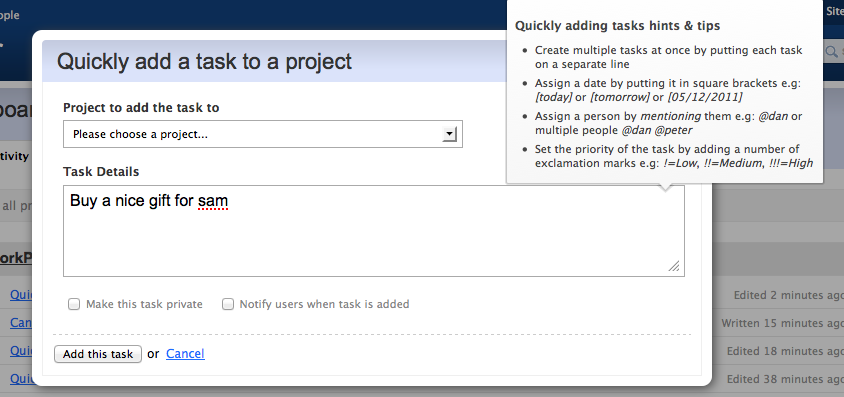 ople
Site
Quickly adding tasks hints & tips
• Create multiple tasks at once by putting each task
on a separate line
• Assign a date by putting it in square brackets e.g:
[today] or [tomorrow] or [05/12/2011]
• Assign a person by mentioning them e.g: @dan or
multiple people @dan @peter
• Set the priority of the task by adding a number of
exclamation marks e.g: !=Low, !!=Medium, !!!=High
Quickly add a task to a project
Project to add the task to
Please choose a project...
Task Details
Buy a nice gift for sam
Make this task private
Notify users when task is added
Add this task or Cancel
boar
tivity
all pr
orkP
Quic
Edited 2 minutes ago
Can
Written 15 minutes ago
Quic
Edited 18 minutes ago
Quic
Edited 38 minutes ago